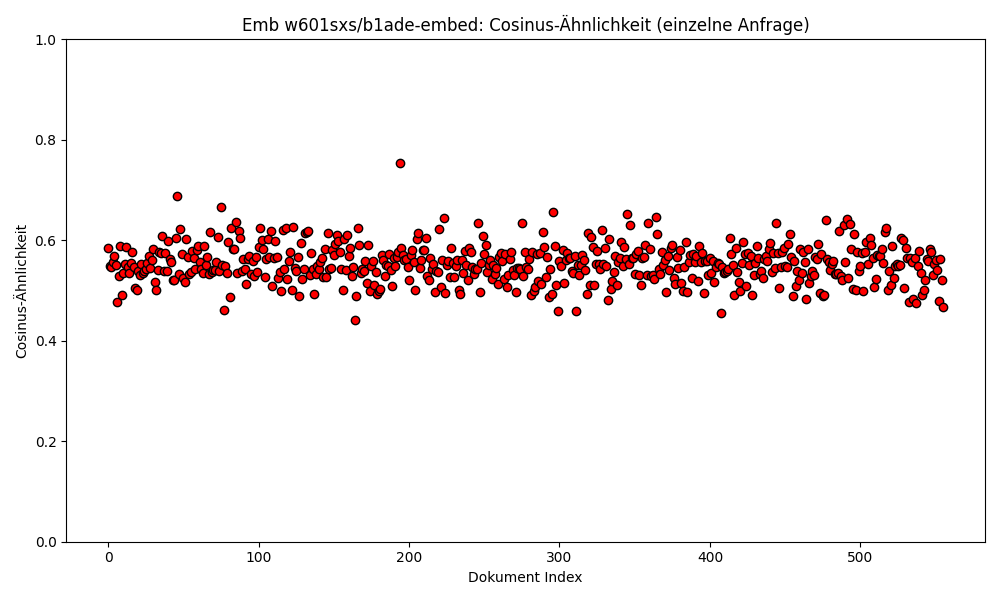 Emb w601sxs/b1ade-embed: Cosinus-Ähnlichkeit (einzelne Anfrage)
Cosinus-Ähnlichkeit
1.0
0.8
0.6
0.4
0.2
0.0
0 100 200 300 400 500
Dokument Index